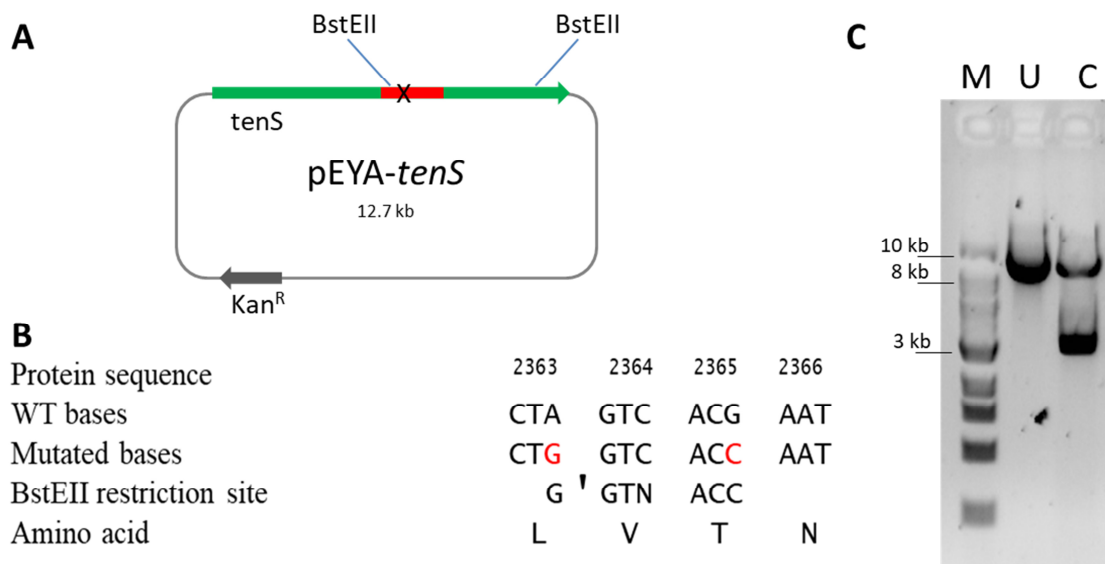 A
BstEII
BstEII
X
tenS
pEYA-tenS
12.7 kb
KanR
B
Protein sequence 2363 2364 2365 2366
WT bases CTA GTC ACG AAT
Mutated bases CTG GTC ACC AAT
BstEII restriction site G ' GTN ACC
Amino acid L V T N
C
M U C
10 kb
8 kb
3 kb